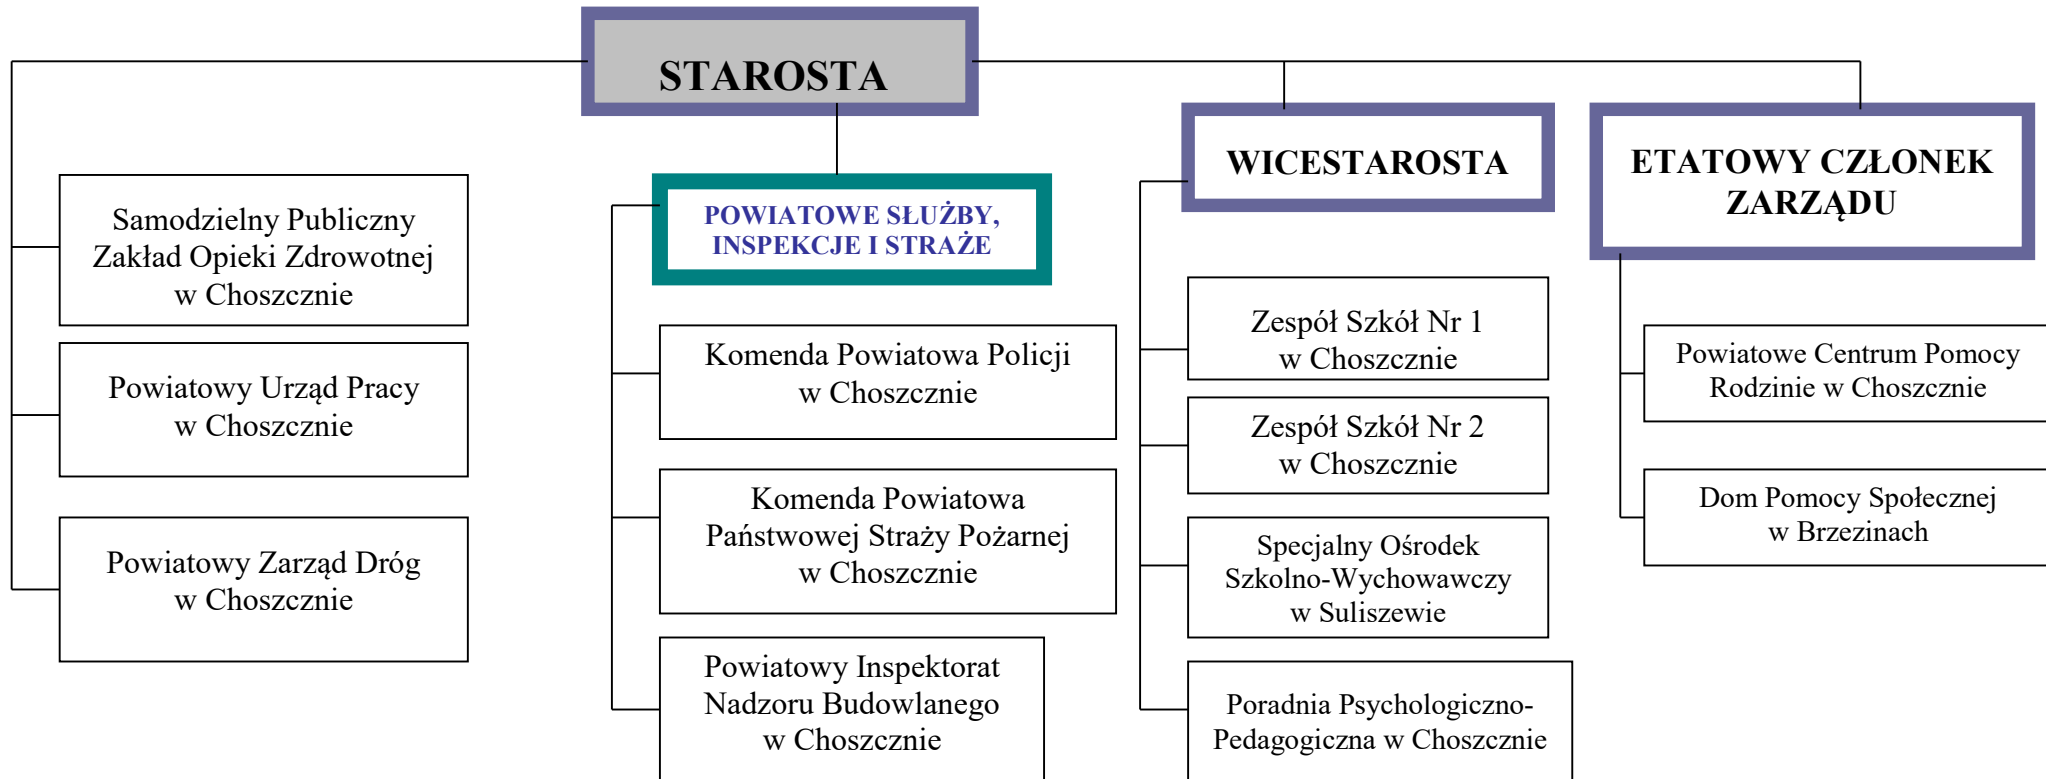 STAROSTA
Samodzielny Publiczny
Zakład Opieki Zdrowotnej
w Choszcznie
Powiatowy Urząd Pracy
w Choszcznie
Powiatowy Zarząd Dróg
w Choszcznie
POWIATOWE SŁUŻBY,
INSPEKCJE I STRAŻE
Komenda Powiatowa Policji
w Choszcznie
Komenda Powiatowa
Państwowej Straży Pożarnej
w Choszcznie
Powiatowy Inspektorat
Nadzoru Budowlanego
w Choszcznie
WICESTAROSTA
Zespół Szkół Nr 1
w Choszcznie
Zespół Szkół Nr 2
w Choszcznie
Specjalny Ośrodek
Szkolno-Wychowawczy
w Suliszewie
Poradnia Psychologiczno-
Pedagogiczna w Choszcznie
ETATOWY CZŁONEK
ZARZĄDU
Powiatowe Centrum Pomocy
Rodzinie w Choszcznie
Dom Pomocy Społecznej
w Brzezinach